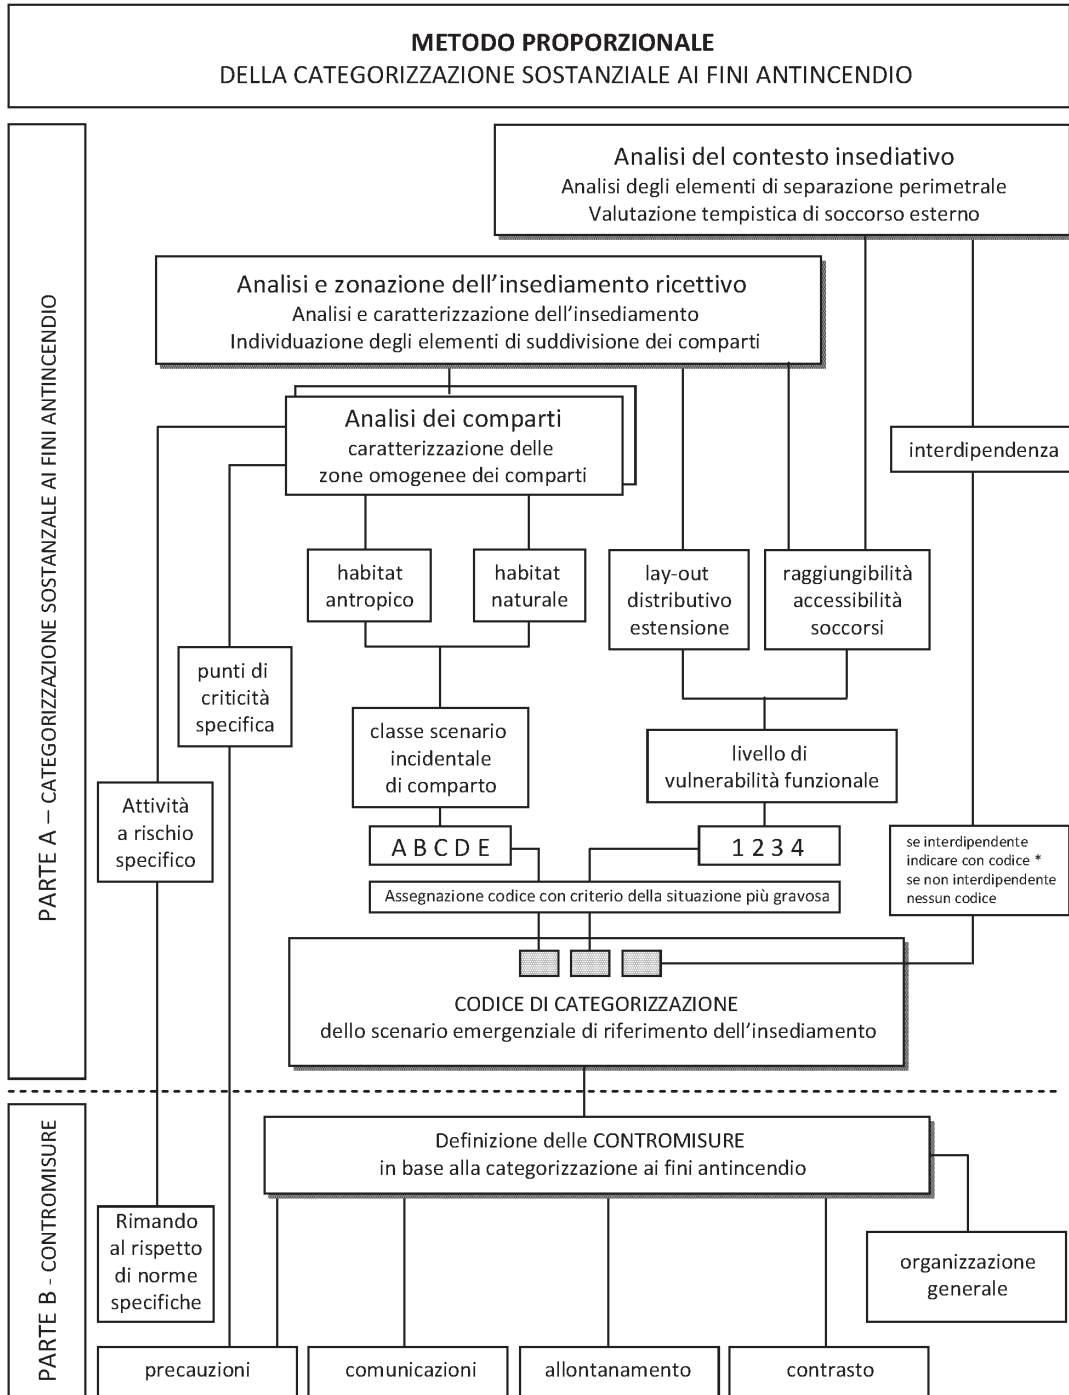 METODO PROPORZIONALE
DELLA CATEGORIZZAZIONE SOSTANZIALE AI FINI ANTINCENDIO
PARTE A – CATEGORIZZAZIONE SOSTANZALE AI FINI ANTINCENDIO
Analisi del contesto insediativo
Analisi degli elementi di separazione perimetrale
Valutazione tempistica di soccorso esterno
Analisi e zonazione dell'insediamento ricettivo
Analisi e caratterizzazione dell'insediamento
Individuazione degli elementi di suddivisione dei comparti
Analisi dei comparti
caratterizzazione delle
zone omogenee dei comparti
interdipendenza
habitat
antropico
habitat
naturale
lay-out
distributivo
estensione
raggiungibilità
accessibilità
soccorsi
punti di
criticità
specifica
classe scenario
incidentale
di comparto
livello di
vulnerabilità funzionale
Attività
a rischio
specifico
A B C D E
1 2 3 4
se interdipendente
indicare con codice *
se non interdipendente
nessun codice
Assegnazione codice con criterio della situazione più gravosa
CODICE DI CATEGORIZZAZIONE
dello scenario emergenziale di riferimento dell'insediamento
PARTE B - CONTROMISURE
Definizione delle CONTROMISURE
in base alla categorizzazione ai fini antincendio
Rimando
al rispetto
di norme
specifiche
organizzazione
generale
precauzioni
comunicazioni
allontanamento
contrasto